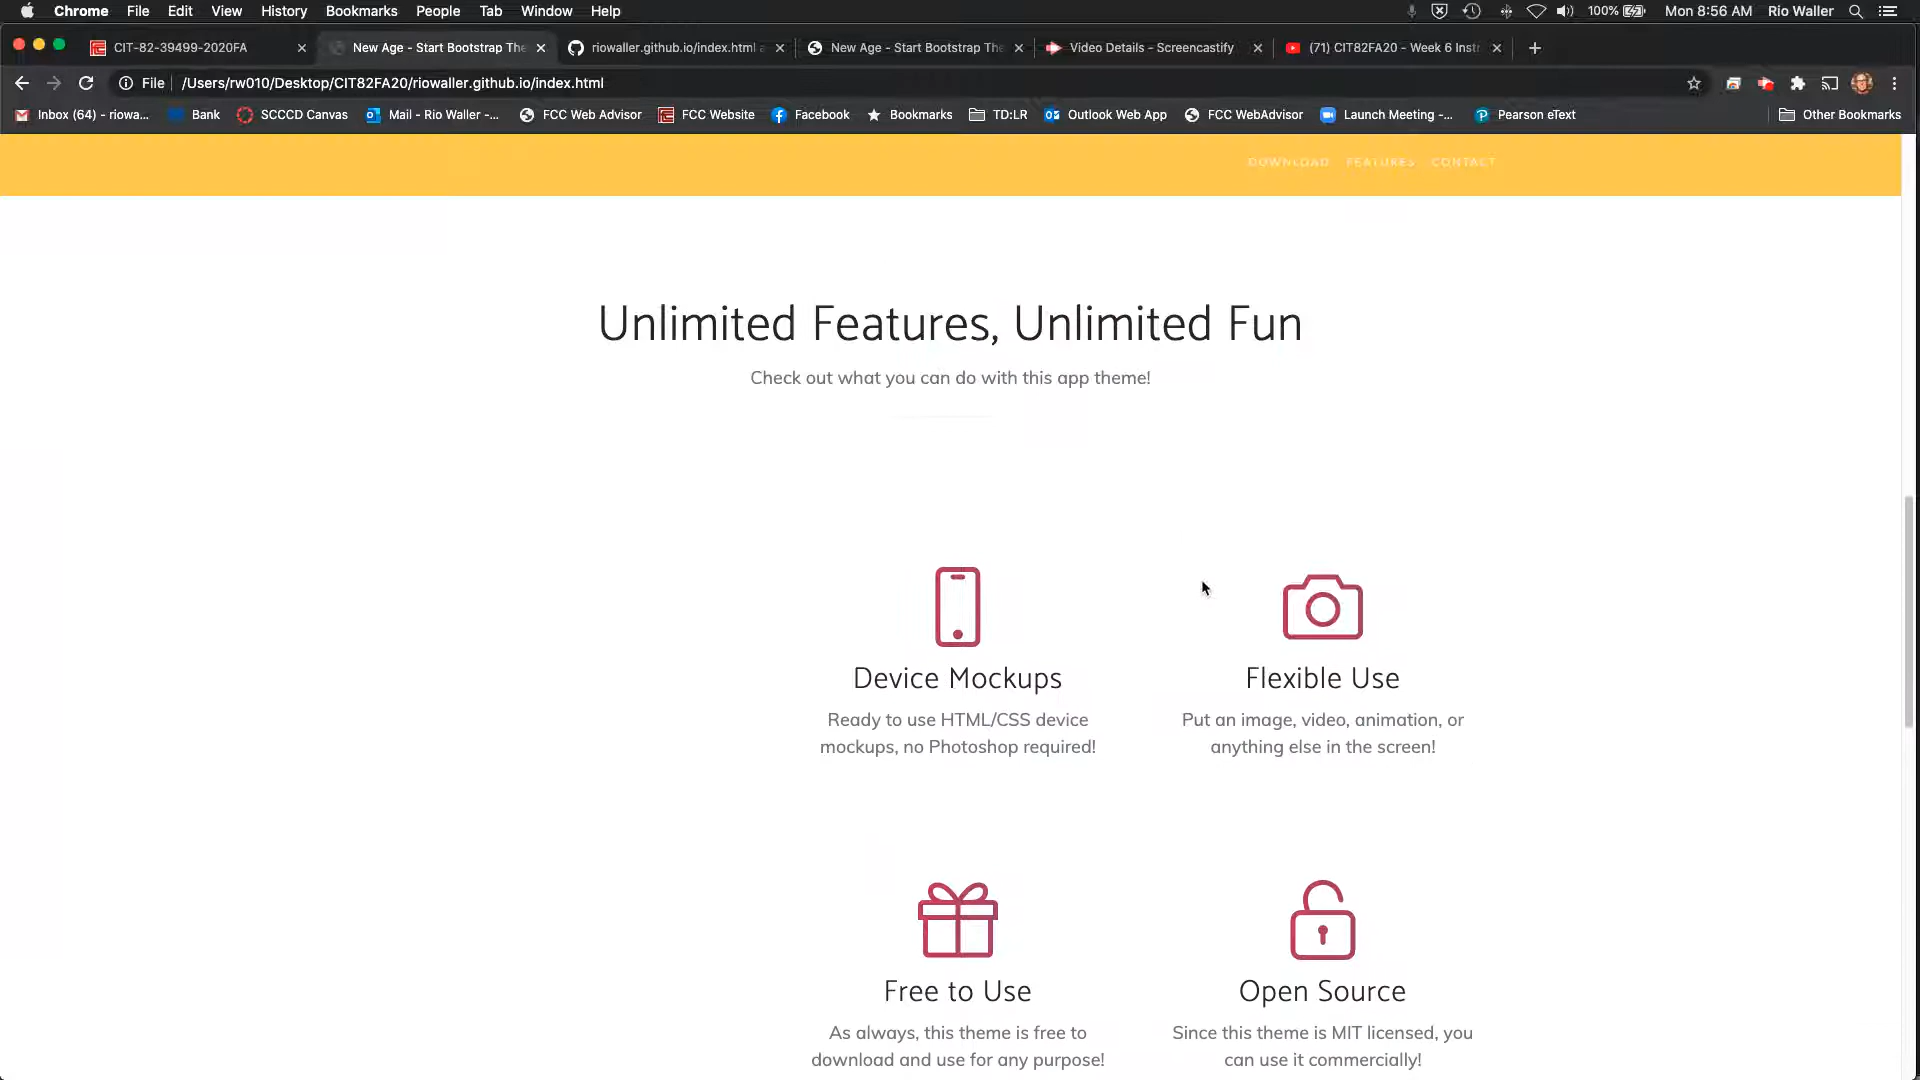 Chrome File Edit View History Bookmarks People Tab Window Help 100% Mon 8:56 AM Rio Waller
CIT-82-39499-2020FA New Age - Start Bootstrap The riowaller.github.io/index.html a New Age - Start Bootstrap The Video Details - Screencastify (71) CIT82FA20 - Week 6 Instr
File /Users/rw010/Desktop/CIT82FA20/riowaller.github.io/index.html
Inbox (64) - riowa... Bank SCCCD Canvas Mail - Rio Waller -... FCC Web Advisor FCC Website Facebook Bookmarks TD:LR Outlook Web App FCC WebAdvisor Launch Meeting -... Pearson eText Other Bookmarks
DOWNLOAD FEATURES CONTACT
Unlimited Features, Unlimited Fun
Check out what you can do with this app theme!
Device Mockups
Ready to use HTML/CSS device
mockups, no Photoshop required!
Flexible Use
Put an image, video, animation, or
anything else in the screen!
Free to Use
As always, this theme is free to
download and use for any purpose!
Open Source
Since this theme is MIT licensed, you
can use it commercially!